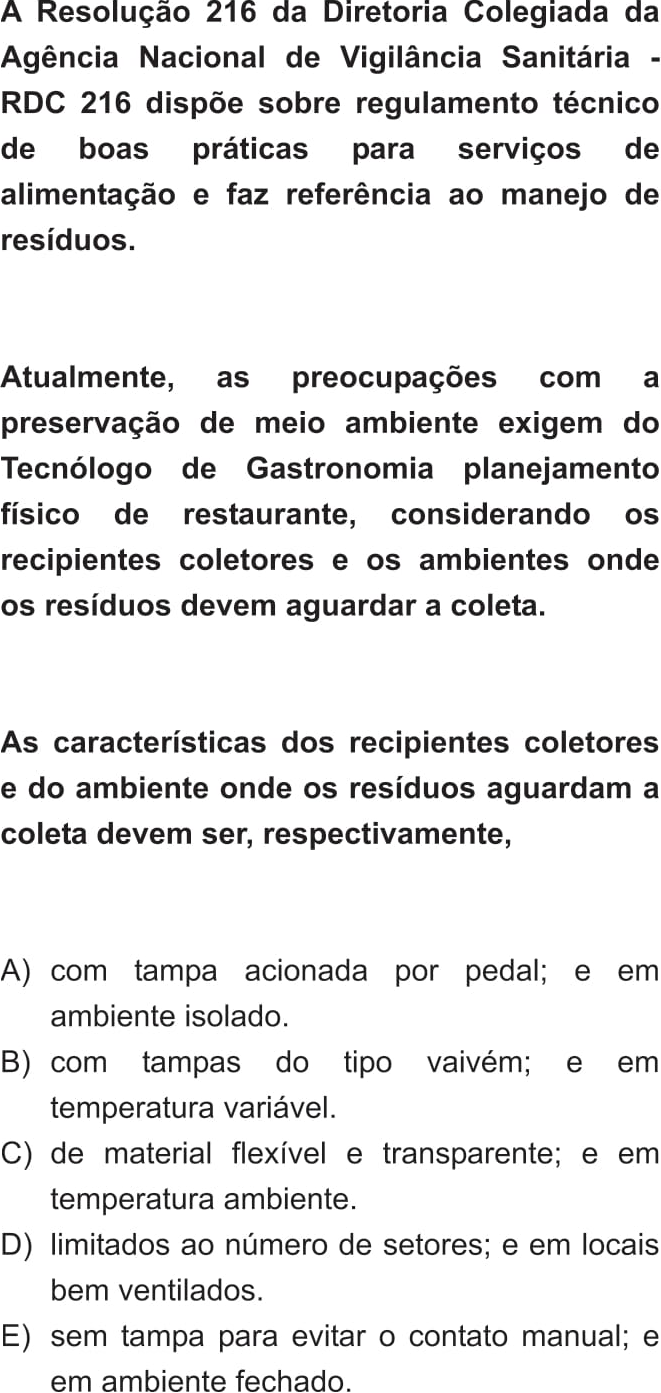 A Resolução 216 da Diretoria Colegiada da
Agência Nacional de Vigilância Sanitária -
RDC 216 dispõe sobre regulamento técnico
de boas práticas para serviços de
alimentação e faz referência ao manejo de
resíduos.
Atualmente, as preocupações com a
preservação de meio ambiente exigem do
Tecnólogo de Gastronomia planejamento
físico de restaurante, considerando os
recipientes coletores e os ambientes onde
os resíduos devem aguardar a coleta.
As características dos recipientes coletores
e do ambiente onde os resíduos aguardam a
coleta devem ser, respectivamente,
A) com tampa acionada por pedal; e em
ambiente isolado.
B) com tampas do tipo vaivém; e em
temperatura variável.
C) de material flexível e transparente; e em
temperatura ambiente.
D) limitados ao número de setores; e em locais
bem ventilados.
E) sem tampa para evitar o contato manual; e
em ambiente fechado.